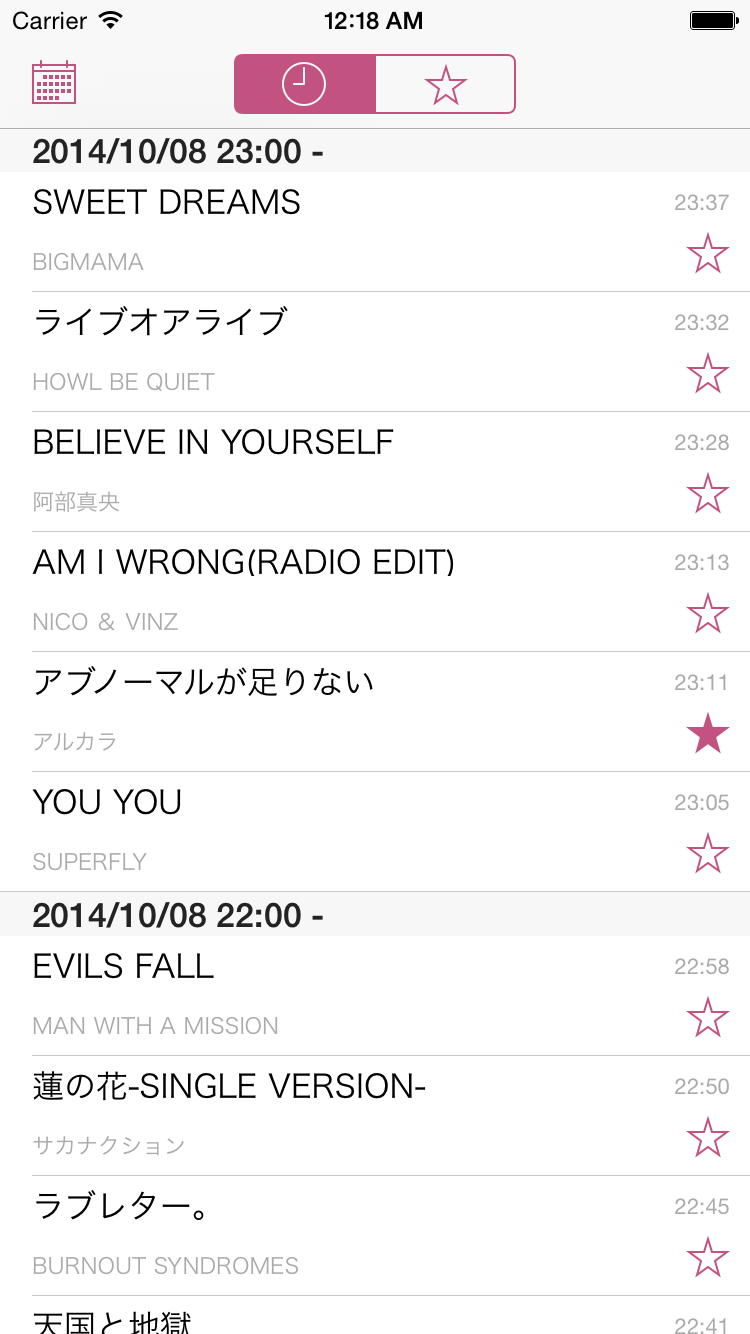 Carrier 12:18 AM
2014/10/08 23:00 -
SWEET DREAMS 23:37
BIGMAMA
ライブオアライブ 23:32
HOWL BE QUIET
BELIEVE IN YOURSELF 23:28
阿部真央
AM I WRONG(RADIO EDIT) 23:13
NICO & VINZ
アブノーマルが足りない 23:11
アルカラ
YOU YOU 23:05
SUPERFLY
2014/10/08 22:00 -
EVILS FALL 22:58
MAN WITH A MISSION
蓮の花-SINGLE VERSION- 22:50
サカナクション
ラブレター。 22:45
BURNOUT SYNDROMES
天国と地獄 22:41